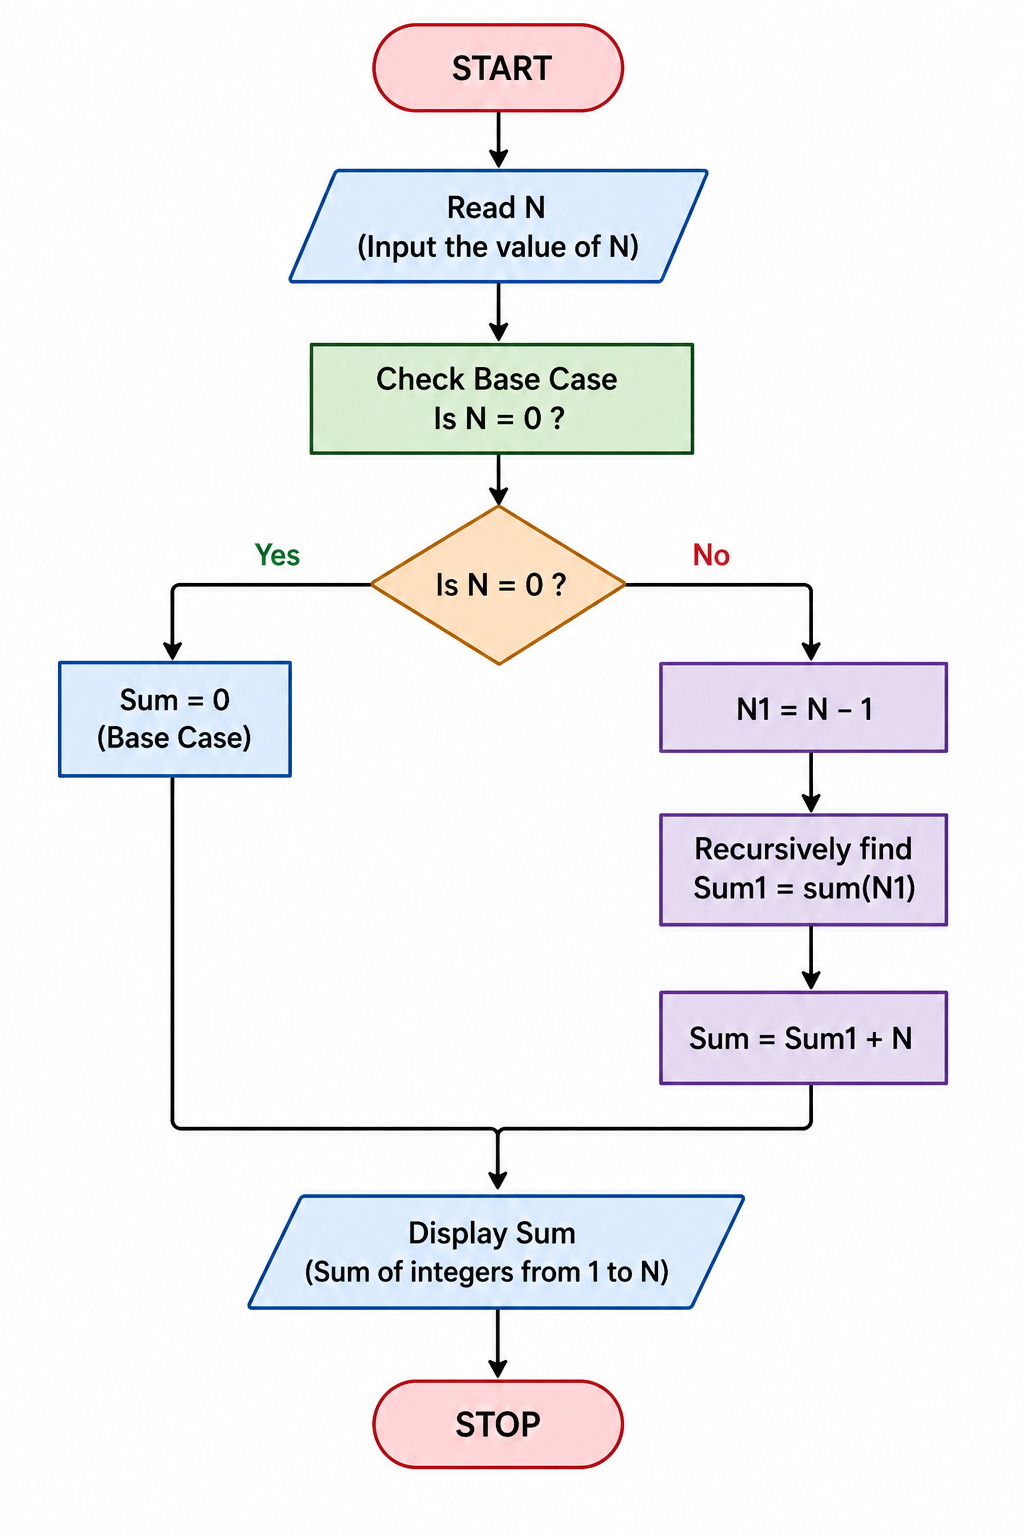 START
Read N
(Input the value of N)
Check Base Case
Is N = 0 ?
Is N = 0 ?
Yes
No
Sum = 0
(Base Case)
N1 = N – 1
Recursively find
Sum1 = sum(N1)
Sum = Sum1 + N
Display Sum
(Sum of integers from 1 to N)
STOP